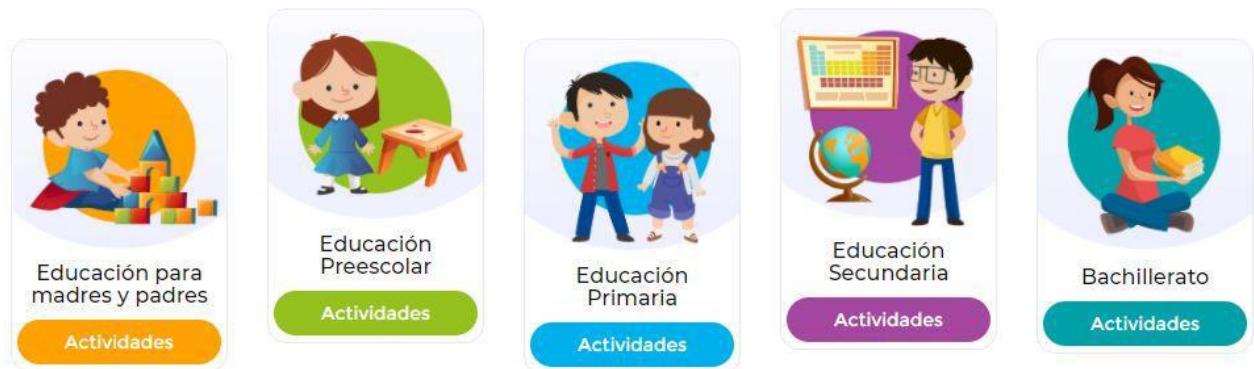 Educación para
madres y padres
Actividades
Educación
Preescolar
Actividades
Educación
Primaria
Actividades
Educación
Secundaria
Actividades
Bachillerato
Actividades